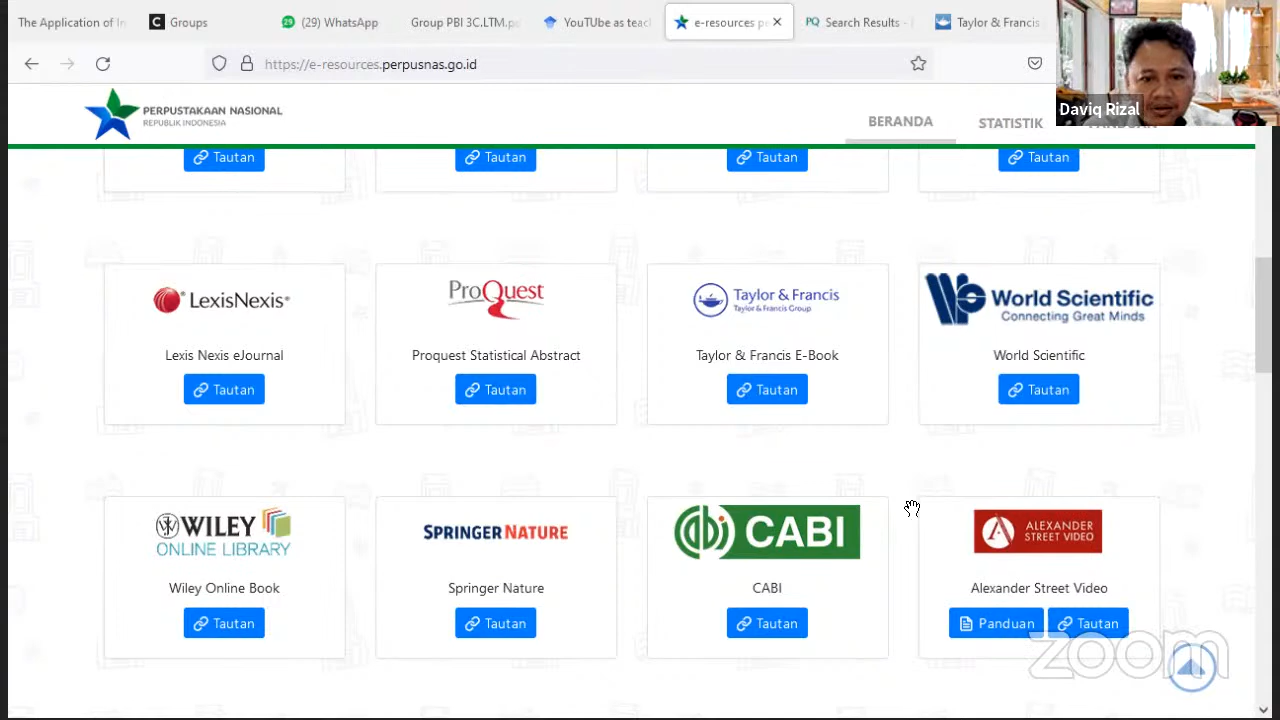 The Application of In
Groups
(29) WhatsApp
Group PBI 3C.LTM.pd
YouTUbe as teac
e-resources pe
PQ Search Results -
Taylor & Francis
https://e-resources.perpusnas.go.id
Daviq Rizal
PERPUSTAKAAN NASIONAL
REPUBLIK INDONESIA
BERANDA
STATISTIK
PANDUAN
Tautan
Tautan
Tautan
Tautan
LexisNexis®
ProQuest
Taylor & Francis
Taylor & Francis Group
World Scientific
Connecting Great Minds
Lexis Nexis eJournal
Proquest Statistical Abstract
Taylor & Francis E-Book
World Scientific
Tautan
Tautan
Tautan
Tautan
WILEY
ONLINE LIBRARY
SPRINGER NATURE
CABI
ALEXANDER
STREET VIDEO
Wiley Online Book
Springer Nature
CABI
Alexander Street Video
Tautan
Tautan
Tautan
Panduan
Tautan
zoom